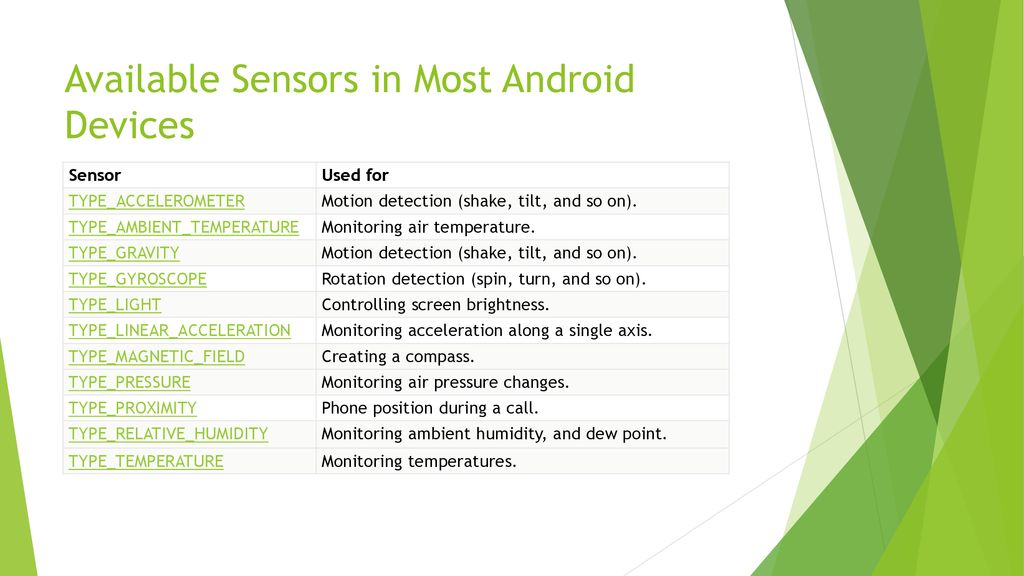 Available Sensors in Most Android
Devices
Sensor Used for
TYPE_ACCELEROMETER Motion detection (shake, tilt, and so on).
TYPE_AMBIENT_TEMPERATURE Monitoring air temperature.
TYPE_GRAVITY Motion detection (shake, tilt, and so on).
TYPE_GYROSCOPE Rotation detection (spin, turn, and so on).
TYPE_LIGHT Controlling screen brightness.
TYPE_LINEAR_ACCELERATION Monitoring acceleration along a single axis.
TYPE_MAGNETIC_FIELD Creating a compass.
TYPE_PRESSURE Monitoring air pressure changes.
TYPE_PROXIMITY Phone position during a call.
TYPE_RELATIVE_HUMIDITY Monitoring ambient humidity, and dew point.
TYPE_TEMPERATURE Monitoring temperatures.